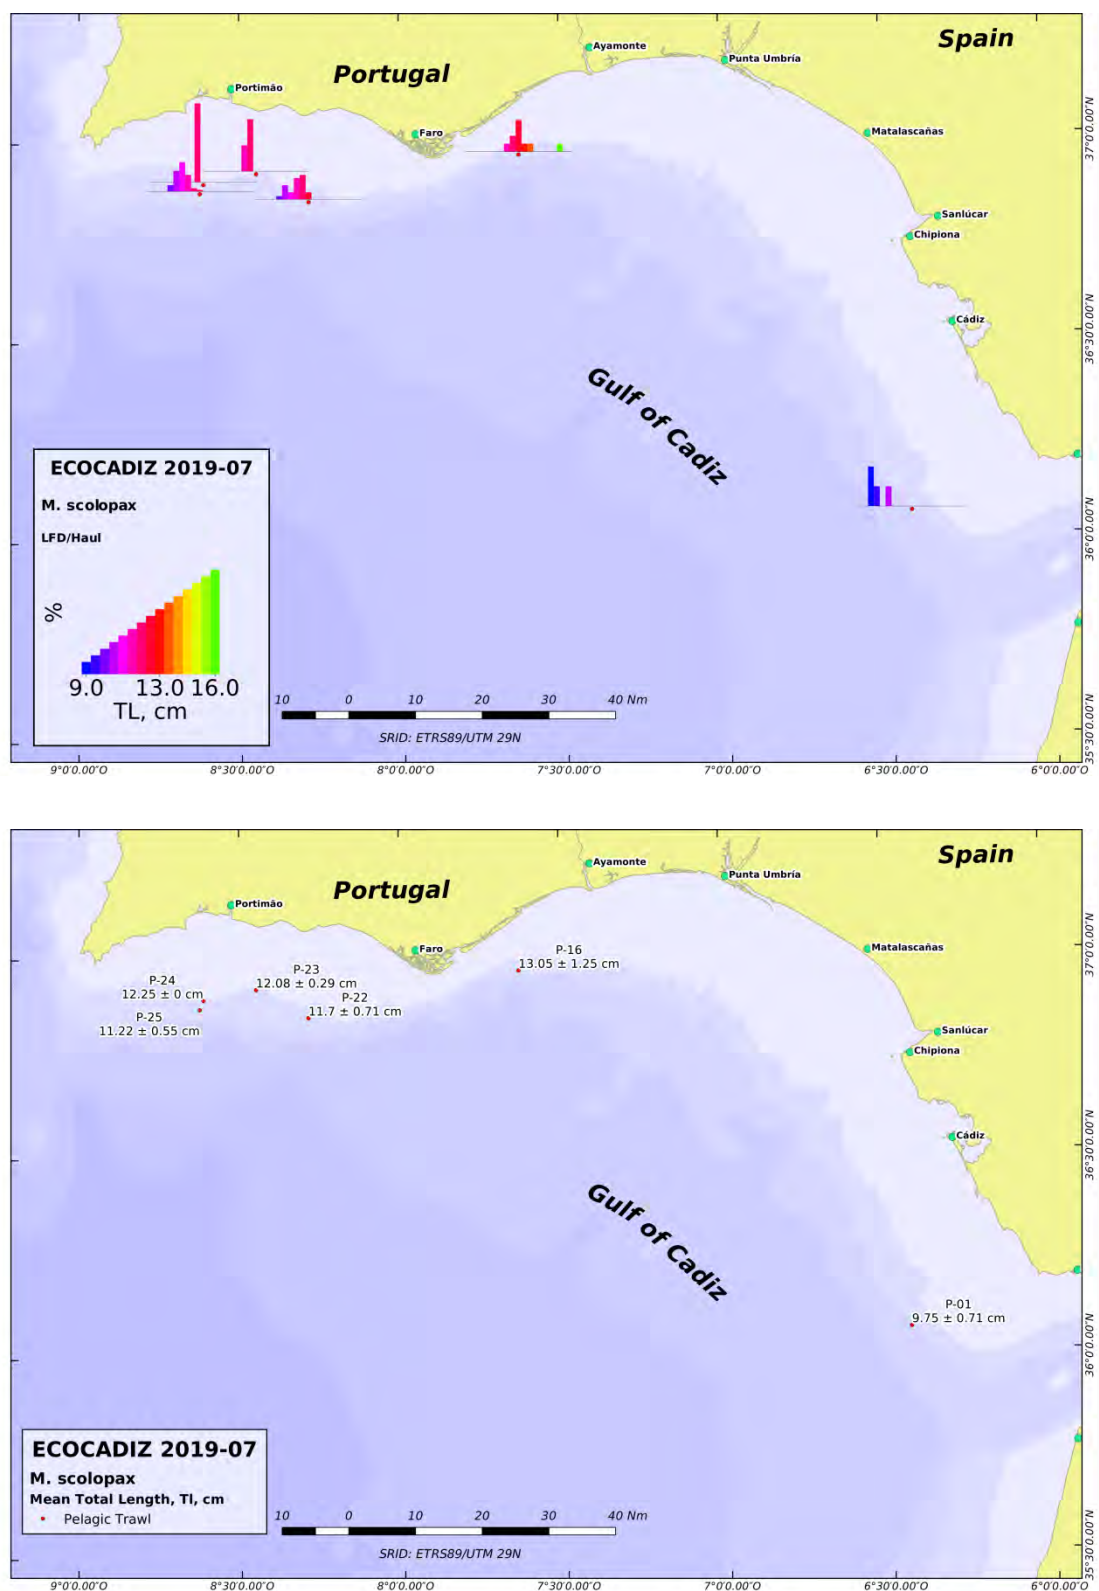 Spain
Ayamonte
Punta Umbría
Portugal
Portimão
Faro
Matalascañas
37°0'0.00"N
Sanlúcar
Chipiona
Cádiz
36°30'0.00"N
Gulf of Cadiz
ECOCADIZ 2019-07
M. scolopax
LFD/Haul
%
9.0 13.0 16.0
TL, cm
36°0'0.00"N
10 0 10 20 30 40 Nm
SRID: ETRS89/UTM 29N
35°30'0.00"N
9°0'0.00"O 8°30'0.00"O 8°0'0.00"O 7°30'0.00"O 7°0'0.00"O 6°30'0.00"O 6°0'0.00"O
Spain
Ayamonte
Punta Umbría
Portugal
Portimão
Faro
Matalascañas
37°0'0.00"N
P-16
13.05 ± 1.25 cm
P-23
12.08 ± 0.29 cm
P-24
12.25 ± 0 cm
P-22
11.7 ± 0.71 cm
P-25
11.22 ± 0.55 cm
Sanlúcar
Chipiona
Cádiz
36°30'0.00"N
Gulf of Cadiz
P-01
9.75 ± 0.71 cm
36°0'0.00"N
ECOCADIZ 2019-07
M. scolopax
Mean Total Length, Tl, cm
Pelagic Trawl
10 0 10 20 30 40 Nm
SRID: ETRS89/UTM 29N
35°30'0.00"N
9°0'0.00"O 8°30'0.00"O 8°0'0.00"O 7°30'0.00"O 7°0'0.00"O 6°30'0.00"O 6°0'0.00"O